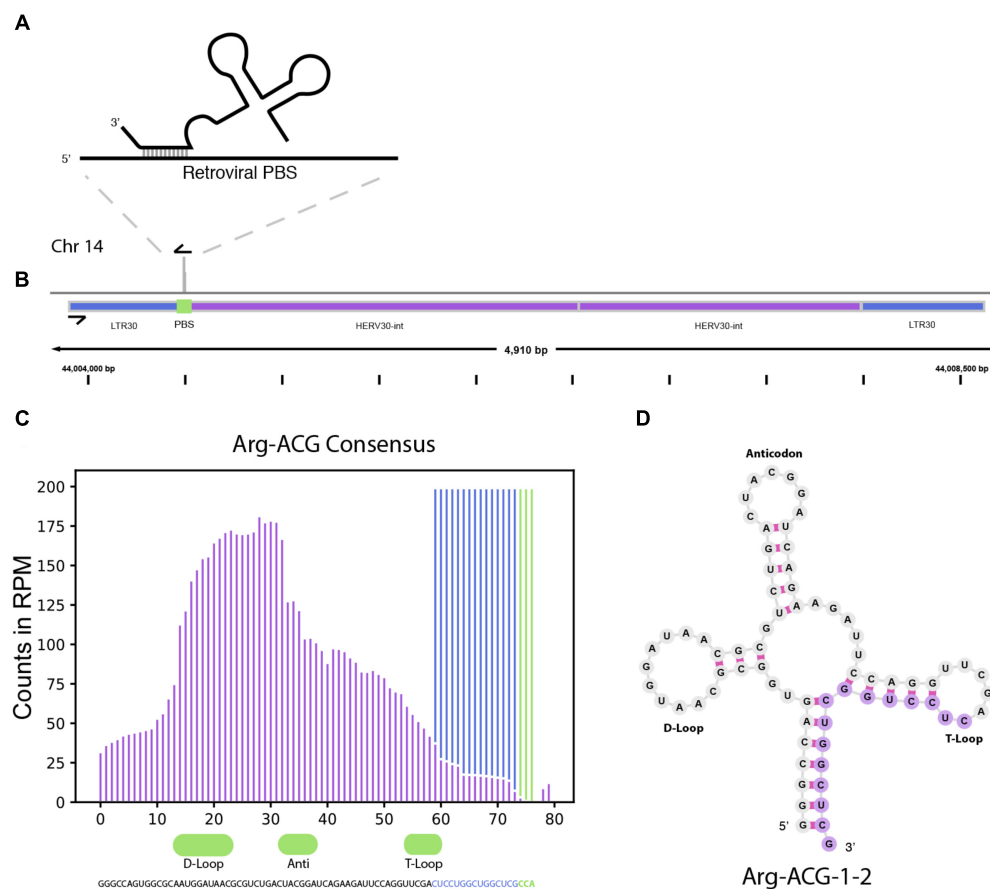 A
3'
5'
Retroviral PBS
Chr 14
B
LTR30
PBS
HERV30-int
HERV30-int
LTR30
4,910 bp
44,004,000 bp
44,008,500 bp
C
Arg-ACG Consensus
Counts in RPM
200
175
150
125
100
75
50
25
0
0 10 20 30 40 50 60 70 80
D-Loop
Anti
T-Loop
GGGCCAGUGGCGCAAUGGAUAACGCGUCUGACUACGGAUCAGAAGAUUCCAGGUUCGACUCCUGGCUGGCUCGCCA
D
Anticodon
D-Loop
T-Loop
5'
G G G C C A G U G G C G C A A U G G A U A A C G C G U C U G A C U A C G G A U C A G A A G A U U C C A G G U U C G A C U C C U G G C U G G C U C G
3'
Arg-ACG-1-2